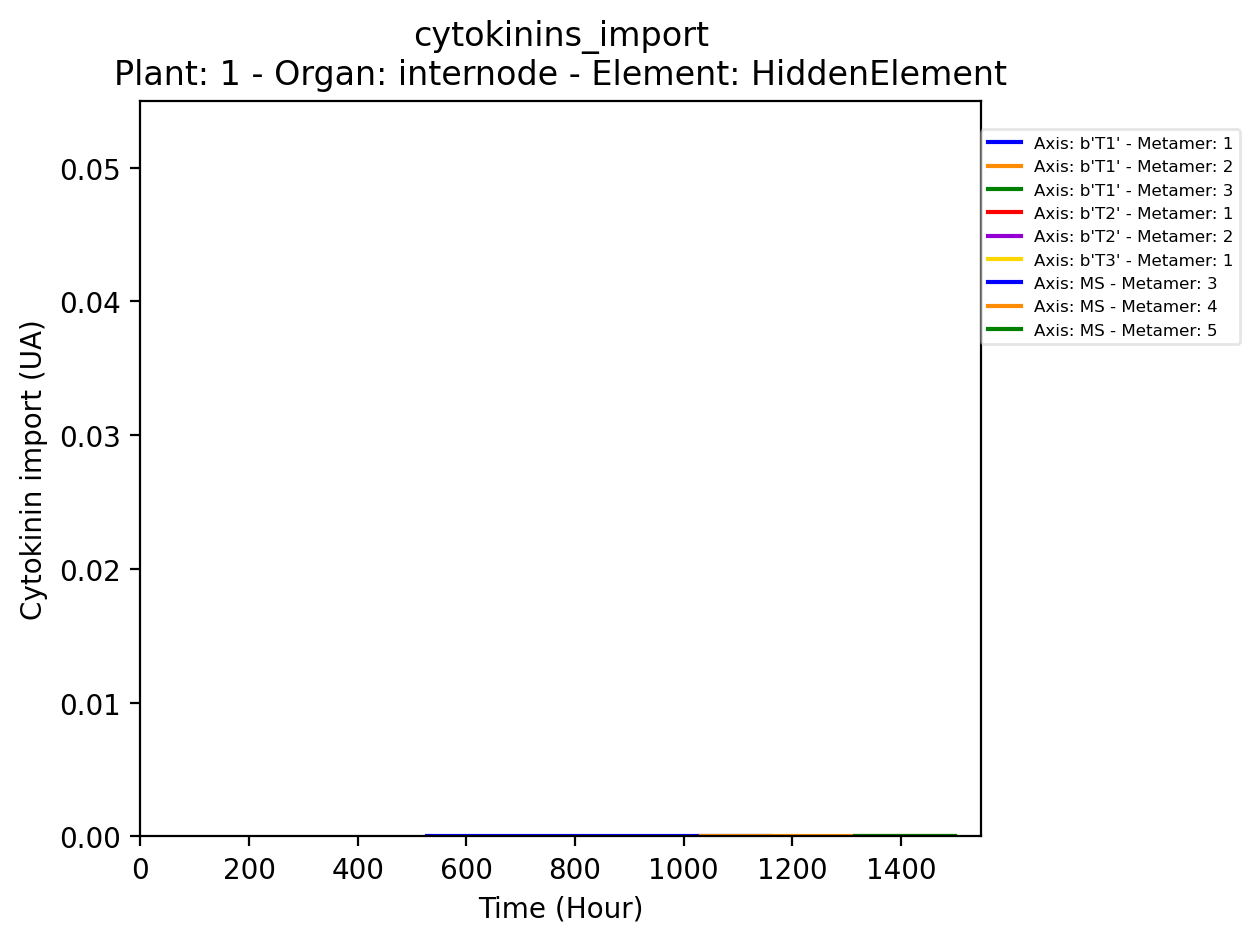 cytokinins_import
Plant: 1 - Organ: internode - Element: HiddenElement
Cytokinin import (UA)
0.05
0.04
0.03
0.02
0.01
0.00
0 200 400 600 800 1000 1200 1400
Time (Hour)
Axis: b'T1' - Metamer: 1
Axis: b'T1' - Metamer: 2
Axis: b'T1' - Metamer: 3
Axis: b'T2' - Metamer: 1
Axis: b'T2' - Metamer: 2
Axis: b'T3' - Metamer: 1
Axis: MS - Metamer: 3
Axis: MS - Metamer: 4
Axis: MS - Metamer: 5